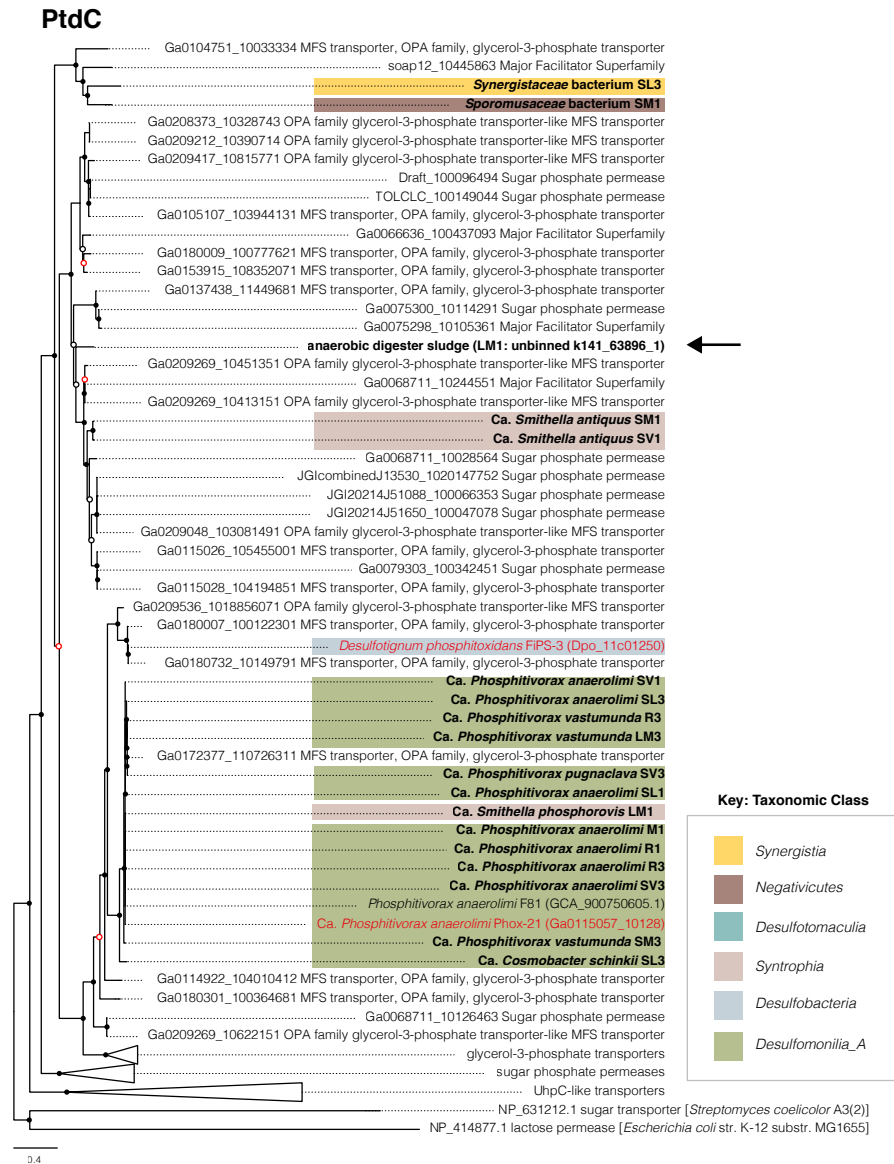 PtdC
Ga0104751_10033334 MFS transporter, OPA family, glycerol-3-phosphate transporter
soap12_10445863 Major Facilitator Superfamily
Synergistaceae bacterium SL3
Sporomusaceae bacterium SM1
Ga0208373_10328743 OPA family glycerol-3-phosphate transporter-like MFS transporter
Ga0209212_10390714 OPA family glycerol-3-phosphate transporter-like MFS transporter
Ga0209417_10815771 OPA family glycerol-3-phosphate transporter-like MFS transporter
Draft_100096494 Sugar phosphate permease
TOLCLC_100149044 Sugar phosphate permease
Ga0105107_103944131 MFS transporter, OPA family, glycerol-3-phosphate transporter
Ga0066636_100437093 Major Facilitator Superfamily
Ga0180009_100777621 MFS transporter, OPA family, glycerol-3-phosphate transporter
Ga0153915_108352071 MFS transporter, OPA family, glycerol-3-phosphate transporter
Ga0137438_11449681 MFS transporter, OPA family, glycerol-3-phosphate transporter
Ga0075300_10114291 Sugar phosphate permease
Ga0075298_10105361 Major Facilitator Superfamily
anaerobic digester sludge (LM1: unbinned k141_63896_1)
Ga0209269_10451351 OPA family glycerol-3-phosphate transporter-like MFS transporter
Ga0068711_10244551 Major Facilitator Superfamily
Ga0209269_10413151 OPA family glycerol-3-phosphate transporter-like MFS transporter
Ca. Smithella antiquus SM1
Ca. Smithella antiquus SV1
Ga0068711_10028564 Sugar phosphate permease
JGIcombinedJ13530_1020147752 Sugar phosphate permease
JGI20214J51088_100066353 Sugar phosphate permease
JGI20214J51650_100047078 Sugar phosphate permease
Ga0209048_103081491 OPA family glycerol-3-phosphate transporter-like MFS transporter
Ga0115026_105455001 MFS transporter, OPA family, glycerol-3-phosphate transporter
Ga0079303_100342451 Sugar phosphate permease
Ga0115028_104194851 MFS transporter, OPA family, glycerol-3-phosphate transporter
Ga0209536_1018856071 OPA family glycerol-3-phosphate transporter-like MFS transporter
Ga0180007_100122301 MFS transporter, OPA family, glycerol-3-phosphate transporter
Desulfotignum phosphitoxidans FiPS-3 (Dpo_11c01250)
Ga0180732_10149791 MFS transporter, OPA family, glycerol-3-phosphate transporter
Ca. Phosphitivorax anaerolimi SV1
Ca. Phosphitivorax anaerolimi SL3
Ca. Phosphitivorax vastumunda R3
Ca. Phosphitivorax vastumunda LM3
Ga0172377_110726311 MFS transporter, OPA family, glycerol-3-phosphate transporter
Ca. Phosphitivorax pugnaclava SV3
Ca. Phosphitivorax anaerolimi SL1
Ca. Smithella phosphorovis LM1
Ca. Phosphitivorax anaerolimi M1
Ca. Phosphitivorax anaerolimi R1
Ca. Phosphitivorax anaerolimi R3
Ca. Phosphitivorax anaerolimi SV3
Phosphitivorax anaerolimi F81 (GCA_900750605.1)
Ca. Phosphitivorax anaerolimi Phox-21 (Ga0115057_10128)
Ca. Phosphitivorax vastumunda SM3
Ca. Cosmobacter schinkii SL3
Ga0114922_104010412 MFS transporter, OPA family, glycerol-3-phosphate transporter
Ga0180301_100364681 MFS transporter, OPA family, glycerol-3-phosphate transporter
Ga0068711_10126463 Sugar phosphate permease
Ga0209269_10622151 OPA family glycerol-3-phosphate transporter-like MFS transporter
glycerol-3-phosphate transporters
sugar phosphate permeases
UhpC-like transporters
NP_631212.1 sugar transporter [Streptomyces coelicolor A3(2)]
NP_414877.1 lactose permease [Escherichia coli str. K-12 substr. MG1655]
0.4
Key: Taxonomic Class
Synergistia
Negativicutes
Desulfotomaculia
Syntrophia
Desulfobacteria
Desulfomonilia_A